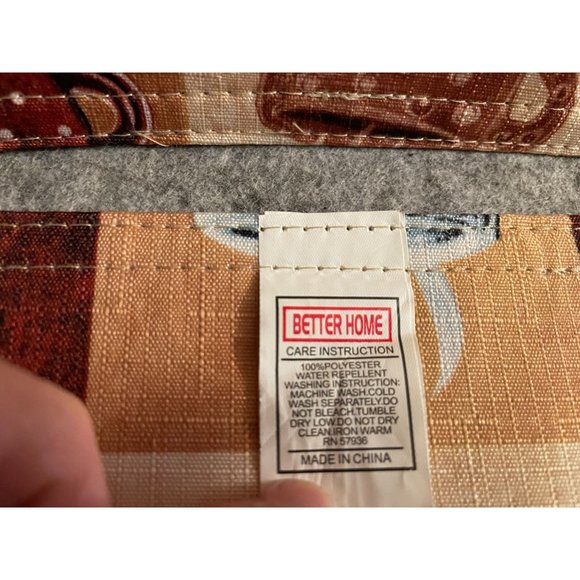 BETTER HOME
CARE INSTRUCTION
100%POLYESTER
WATER REPELLENT
WASHING INSTRUCTION:
MACHINE WASH.COLD
WASH SEPARATELY.DO
NOT BLEACH.TUMBLE
DRY LOW.DO NOT DRY
CLEAN.IRON WARM
RN 57936
MADE IN CHINA